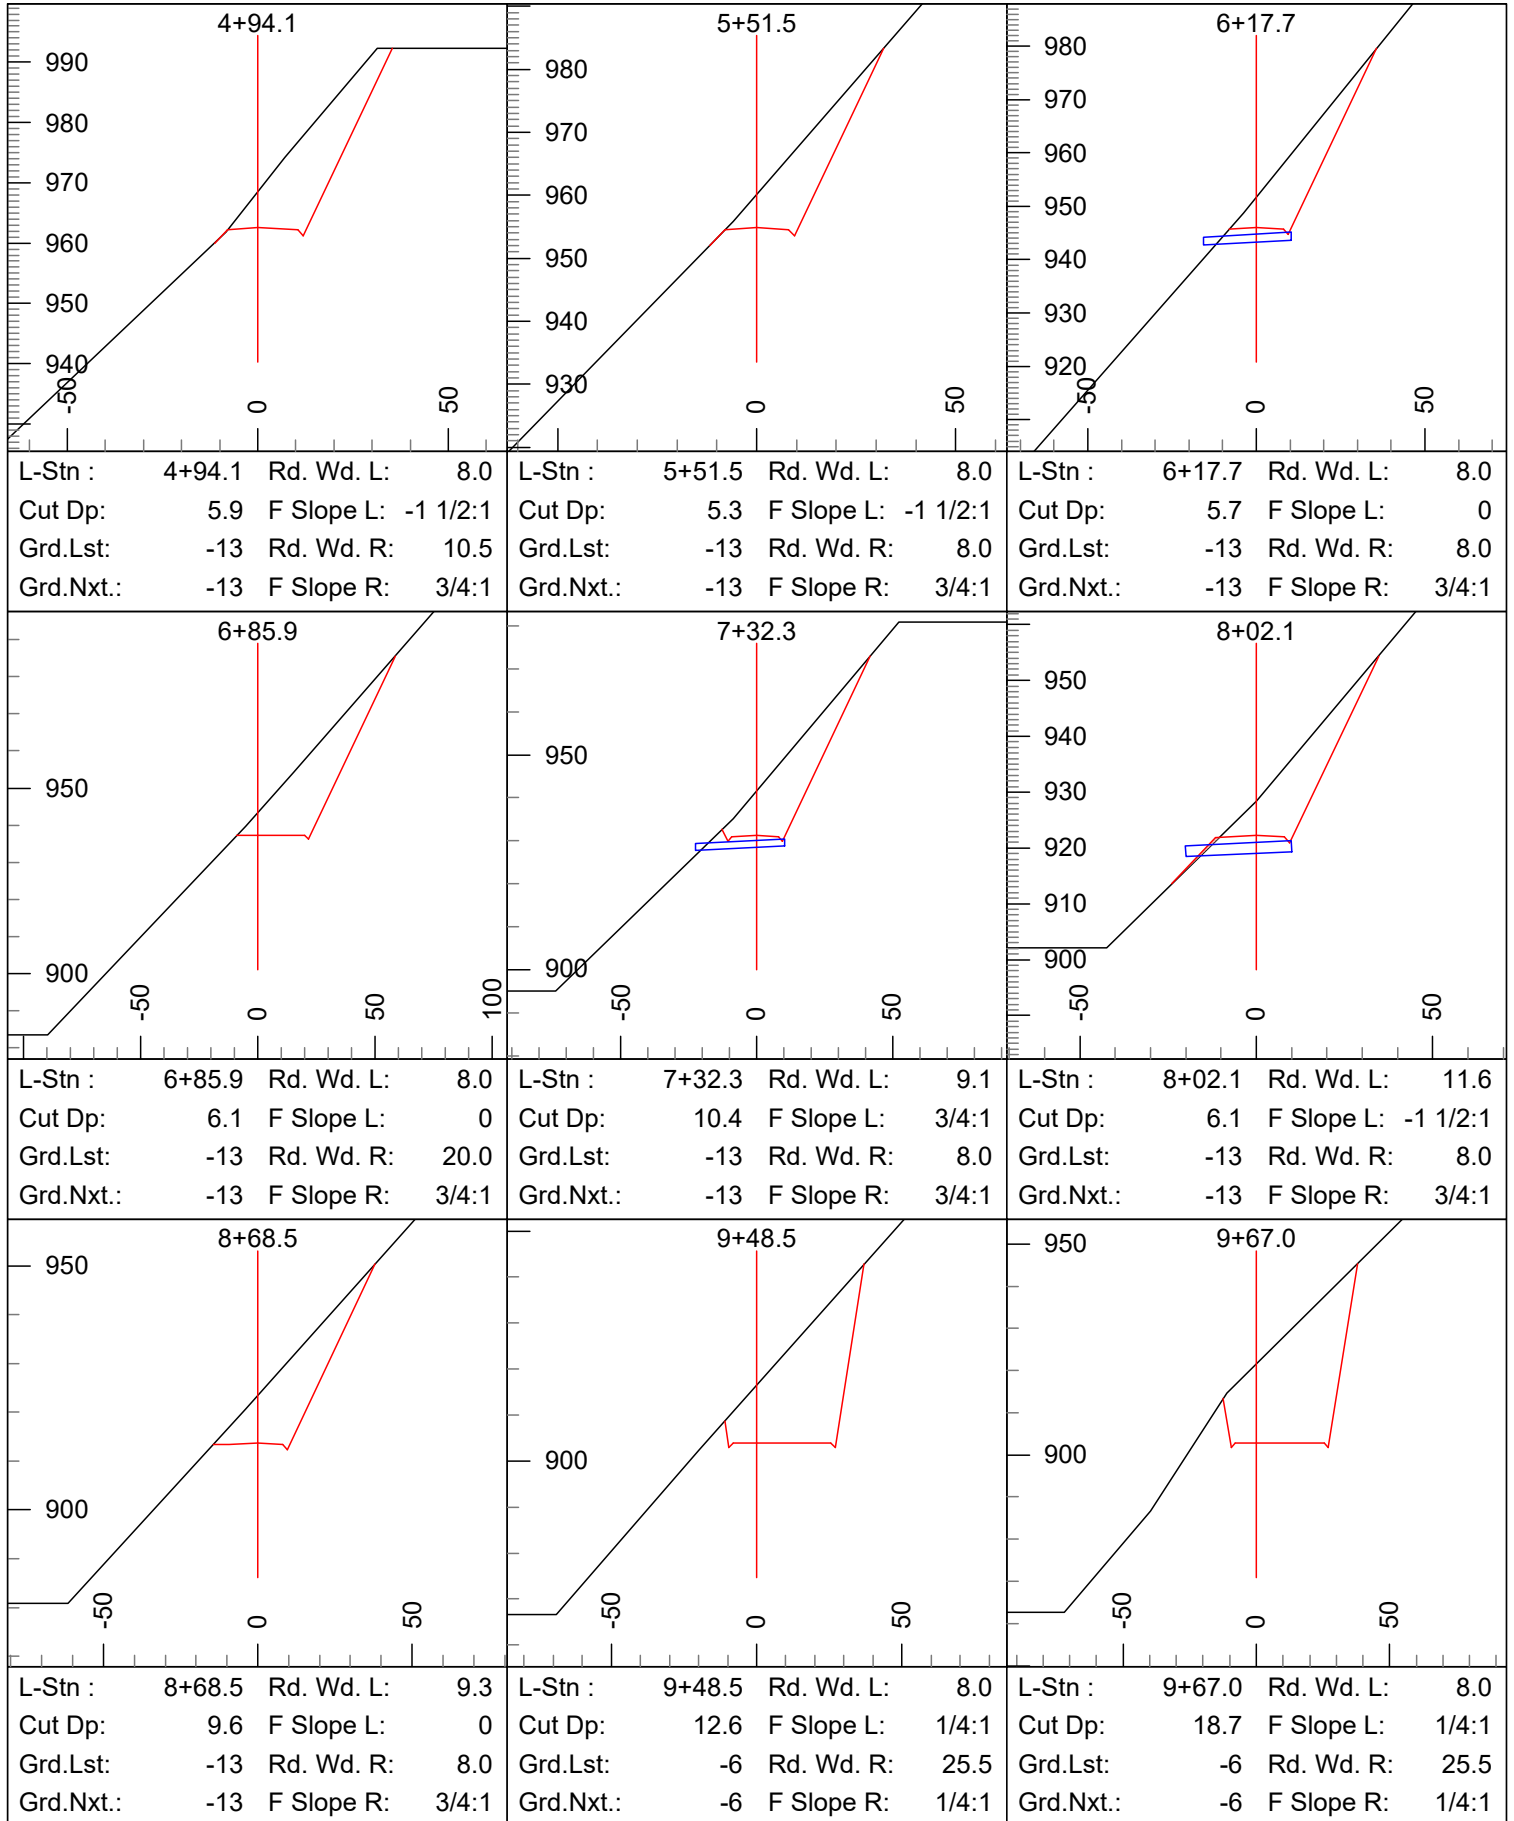 4+94.1
990
980
970
960
950
940
-50
0
50
L-Stn : 4+94.1 Rd. Wd. L: 8.0
Cut Dp: 5.9 F Slope L: -1 1/2:1
Grd.Lst: -13 Rd. Wd. R: 10.5
Grd.Nxt.: -13 F Slope R: 3/4:1
5+51.5
980
970
960
950
940
930
0
50
L-Stn : 5+51.5 Rd. Wd. L: 8.0
Cut Dp: 5.3 F Slope L: -1 1/2:1
Grd.Lst: -13 Rd. Wd. R: 8.0
Grd.Nxt.: -13 F Slope R: 3/4:1
6+17.7
980
970
960
950
940
930
920
-50
0
50
L-Stn : 6+17.7 Rd. Wd. L: 8.0
Cut Dp: 5.7 F Slope L: 0
Grd.Lst: -13 Rd. Wd. R: 8.0
Grd.Nxt.: -13 F Slope R: 3/4:1
6+85.9
950
900
-50
0
50
100
L-Stn : 6+85.9 Rd. Wd. L: 8.0
Cut Dp: 6.1 F Slope L: 0
Grd.Lst: -13 Rd. Wd. R: 20.0
Grd.Nxt.: -13 F Slope R: 3/4:1
7+32.3
950
900
-50
0
50
L-Stn : 7+32.3 Rd. Wd. L: 9.1
Cut Dp: 10.4 F Slope L: 3/4:1
Grd.Lst: -13 Rd. Wd. R: 8.0
Grd.Nxt.: -13 F Slope R: 3/4:1
8+02.1
950
940
930
920
910
900
-50
0
50
L-Stn : 8+02.1 Rd. Wd. L: 11.6
Cut Dp: 6.1 F Slope L: -1 1/2:1
Grd.Lst: -13 Rd. Wd. R: 8.0
Grd.Nxt.: -13 F Slope R: 3/4:1
8+68.5
950
900
-50
0
50
L-Stn : 8+68.5 Rd. Wd. L: 9.3
Cut Dp: 9.6 F Slope L: 0
Grd.Lst: -13 Rd. Wd. R: 8.0
Grd.Nxt.: -13 F Slope R: 3/4:1
9+48.5
900
-50
0
50
L-Stn : 9+48.5 Rd. Wd. L: 8.0
Cut Dp: 12.6 F Slope L: 1/4:1
Grd.Lst: -6 Rd. Wd. R: 25.5
Grd.Nxt.: -6 F Slope R: 1/4:1
9+67.0
950
900
-50
0
50
L-Stn : 9+67.0 Rd. Wd. L: 8.0
Cut Dp: 18.7 F Slope L: 1/4:1
Grd.Lst: -6 Rd. Wd. R: 25.5
Grd.Nxt.: -6 F Slope R: 1/4:1